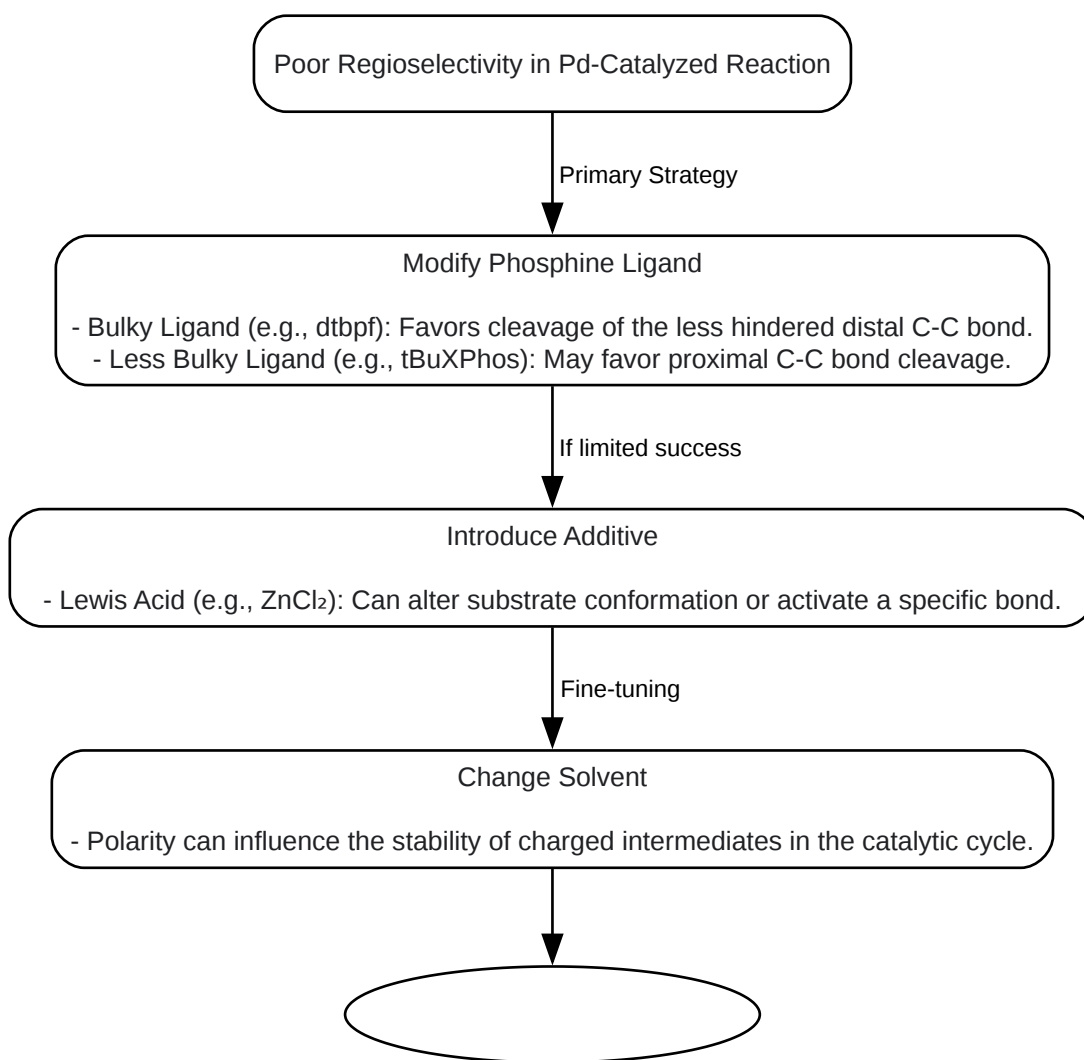 Poor Regioselectivity in Pd-Catalyzed Reaction
Primary Strategy
Modify Phosphine Ligand
- Bulky Ligand (e.g., dtbpf): Favors cleavage of the less hindered distal C-C bond.
- Less Bulky Ligand (e.g., tBuXPhos): May favor proximal C-C bond cleavage.
If limited success
Introduce Additive
- Lewis Acid (e.g., ZnCl₂): Can alter substrate conformation or activate a specific bond.
Fine-tuning
Change Solvent
- Polarity can influence the stability of charged intermediates in the catalytic cycle.